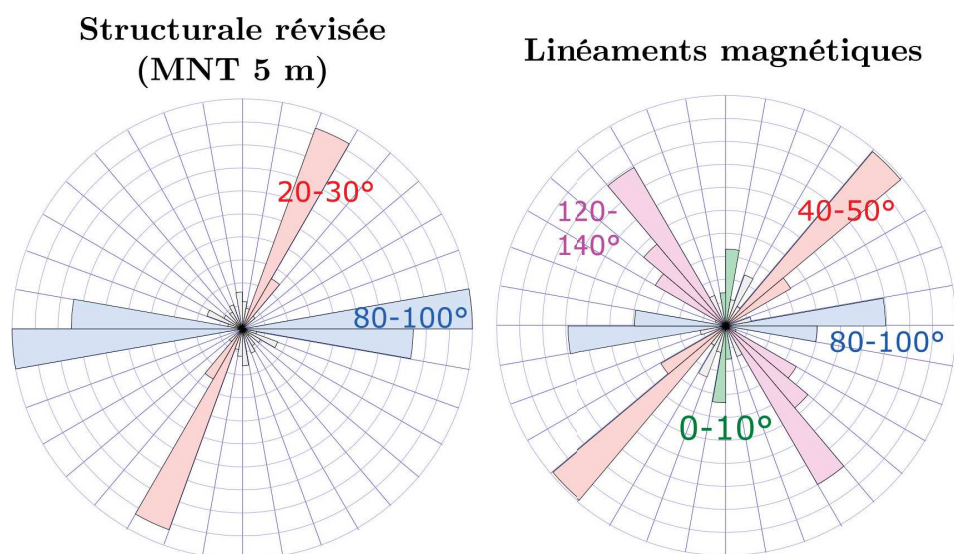 Structurale révisée
(MNT 5 m)
20-30°
80-100°
Linéaments magnétiques
120-
140°
40-50°
80-100°
0-10°